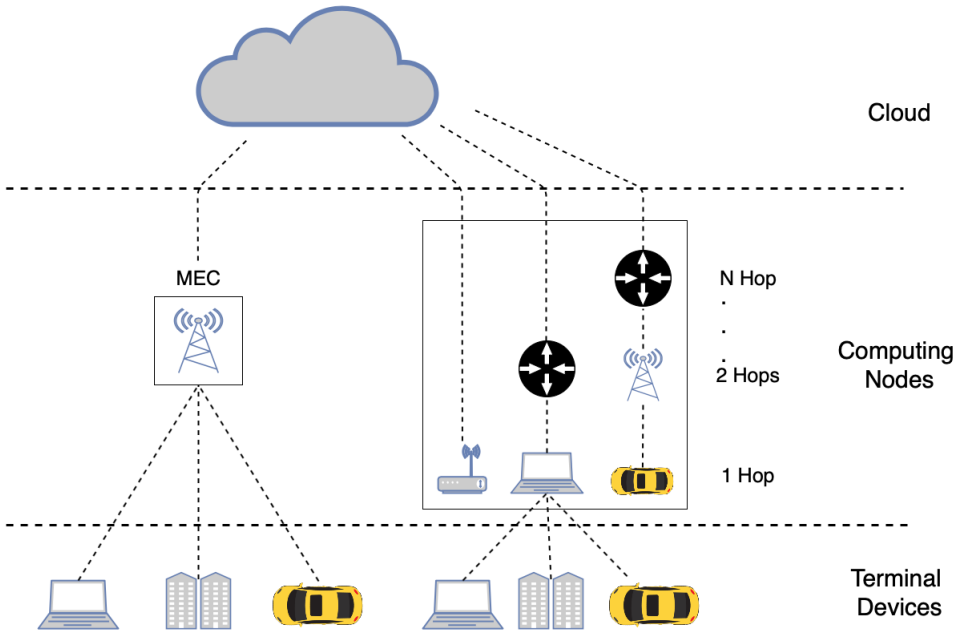 Cloud
MEC
N Hop
.
.
.
2 Hops
Computing
Nodes
1 Hop
Terminal
Devices